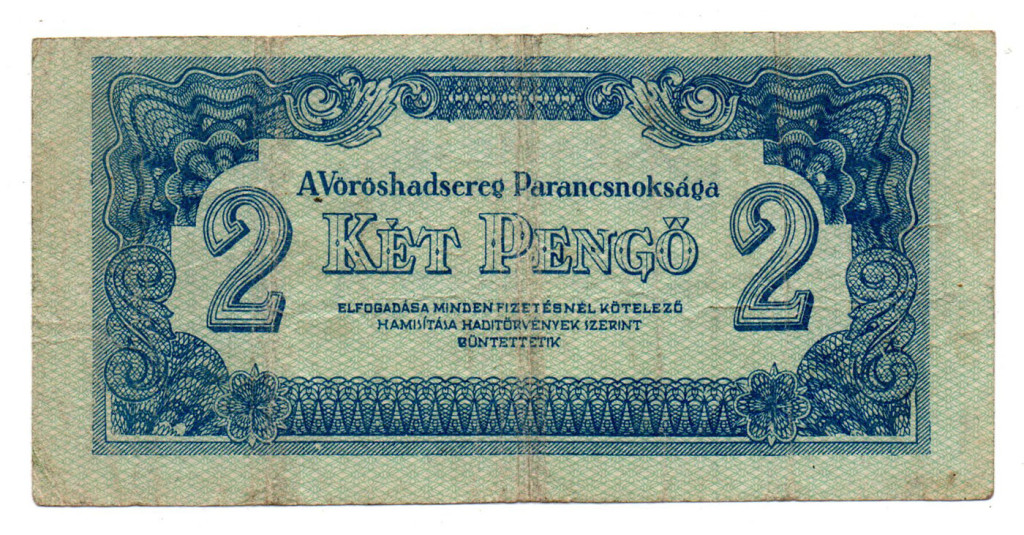 A Vöröshadsereg Parancsnoksága
2 KÉT PENGŐ 2
ELFOGADÁSA MINDEN FIZETÉSNÉL KÖTELEZŐ
HAMISÍTÁSA HADITÖRVÉNYEK SZERINT
BÜNTETTETIK